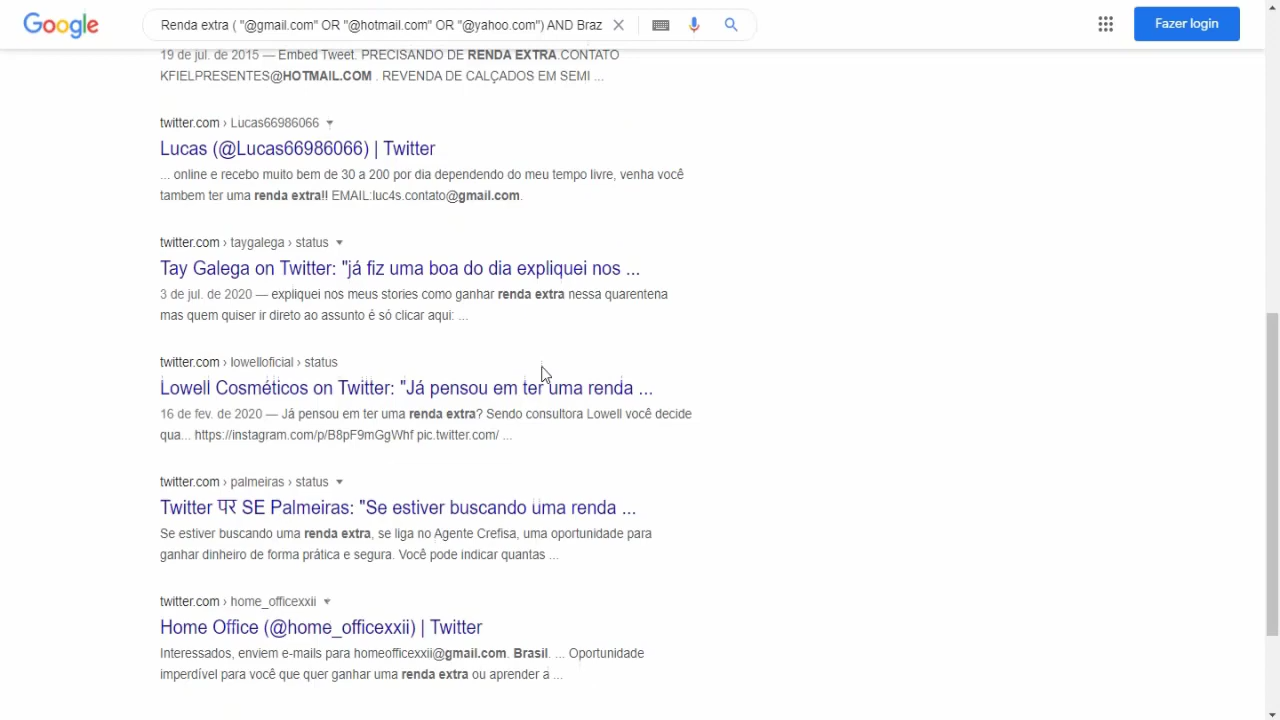 Google
Renda extra ( "@gmail.com" OR "@hotmail.com" OR "@yahoo.com") AND Braz
Fazer login
19 de jul. de 2015 — Embed Tweet. PRECISANDO DE RENDA EXTRA.CONTATO
KFIELPRESENTES@HOTMAIL.COM . REVENDA DE CALÇADOS EM SEMI ...
twitter.com › Lucas66986066
Lucas (@Lucas66986066) | Twitter
... online e recebo muito bem de 30 a 200 por dia dependendo do meu tempo livre, venha você
tambem ter uma renda extra!! EMAIL:luc4s.contato@gmail.com.
twitter.com › taygalega › status
Tay Galega on Twitter: "já fiz uma boa do dia expliquei nos ...
3 de jul. de 2020 — expliquei nos meus stories como ganhar renda extra nessa quarentena
mas quem quiser ir direto ao assunto é só clicar aqui: ...
twitter.com › lowelloficial › status
Lowell Cosméticos on Twitter: "Já pensou em ter uma renda ...
16 de fev. de 2020 — Já pensou em ter uma renda extra? Sendo consultora Lowell você decide
qua... https://instagram.com/p/B8pF9mGgWhf pic.twitter.com/ ...
twitter.com › palmeiras › status
Twitter पर SE Palmeiras: "Se estiver buscando uma renda ...
Se estiver buscando uma renda extra, se liga no Agente Crefisa, uma oportunidade para
ganhar dinheiro de forma prática e segura. Você pode indicar quantas ...
twitter.com › home_officexxii
Home Office (@home_officexxii) | Twitter
Interessados, enviem e-mails para homeofficexxii@gmail.com. Brasil. ... Oportunidade
imperdível para você que quer ganhar uma renda extra ou aprender a ...